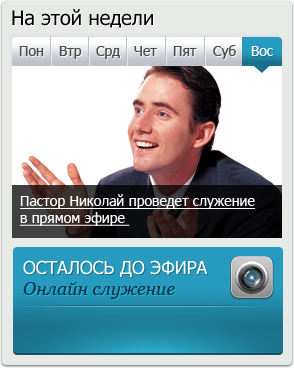 На этой недели
Пон Втр Срд Чет Пят Суб Вос
Пастор Николай проведет служение
в прямом эфире
ОСТАЛОСЬ ДО ЭФИРА
Онлайн служение